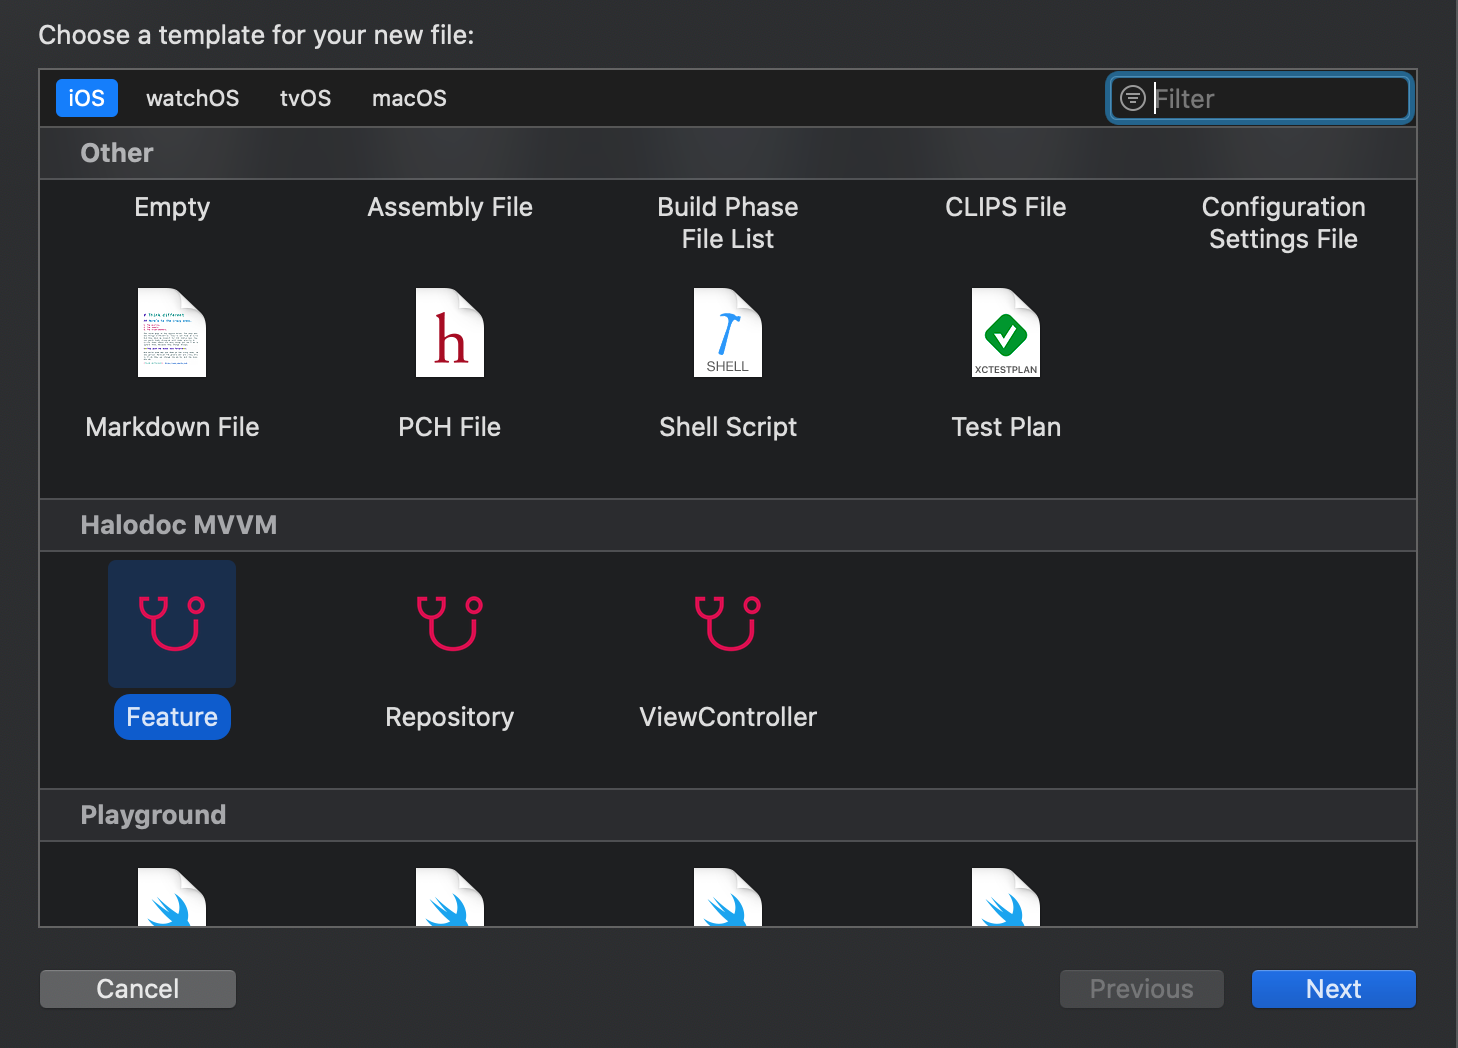 Choose a template for your new file:
iOS watchOS tvOS macOS Filter
Other
Empty Assembly File Build Phase File List CLIPS File Configuration Settings File
SHELL XCTESTPLAN
Markdown File PCH File Shell Script Test Plan
Halodoc MVVM
Feature Repository ViewController
Playground
Cancel Previous Next